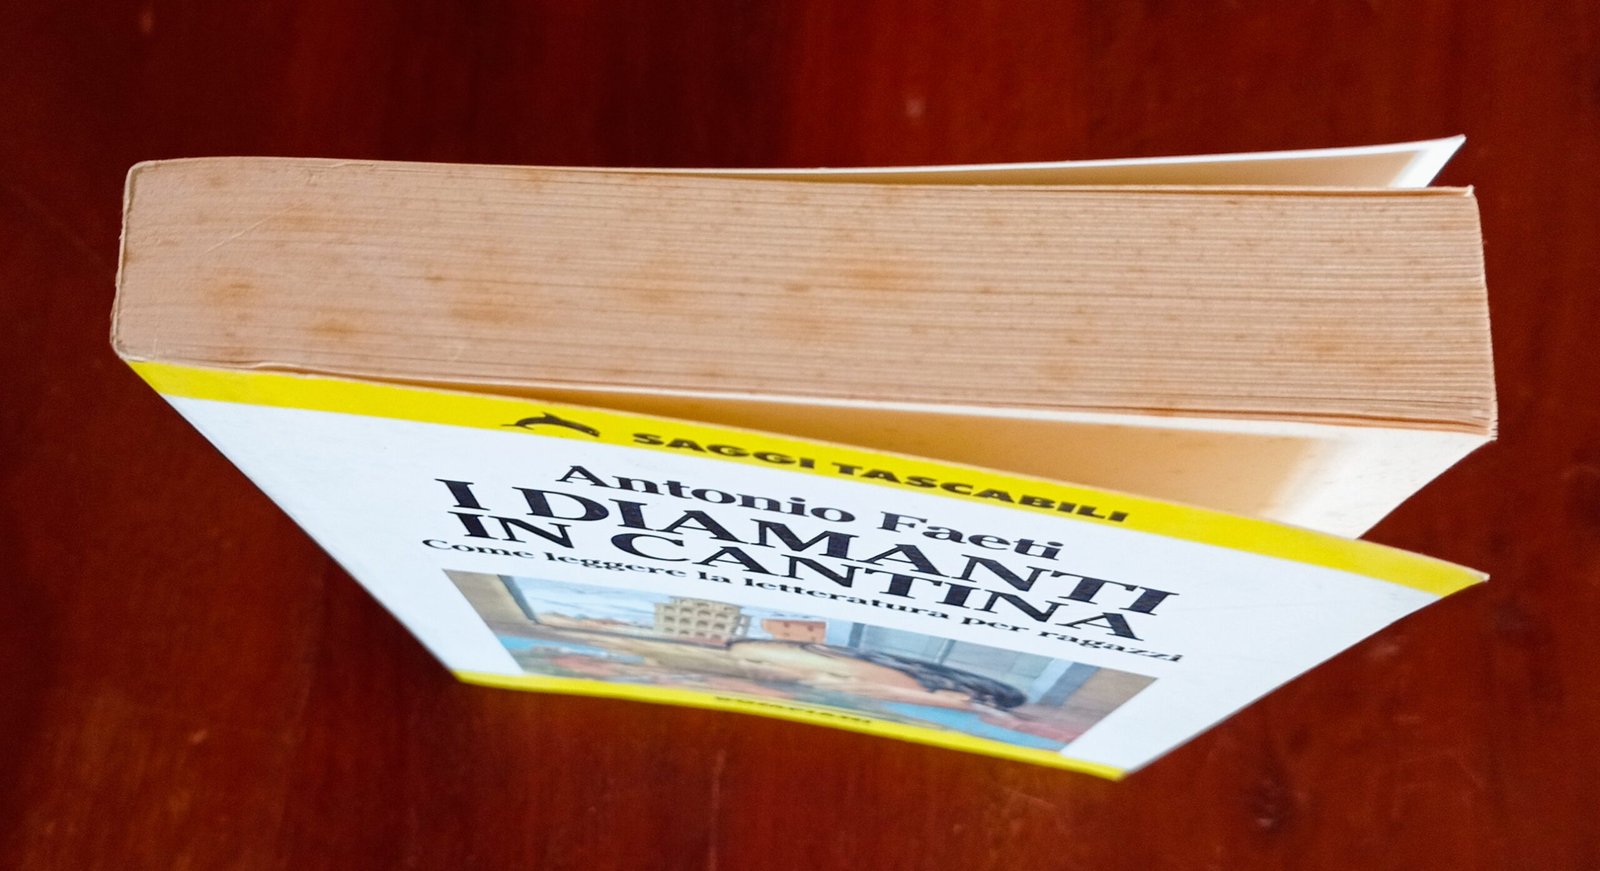 SAGGI TASCABILI
Antonio Faeti
I DIAMANTI
IN CANTINA
Come leggere la letteratura per ragazzi